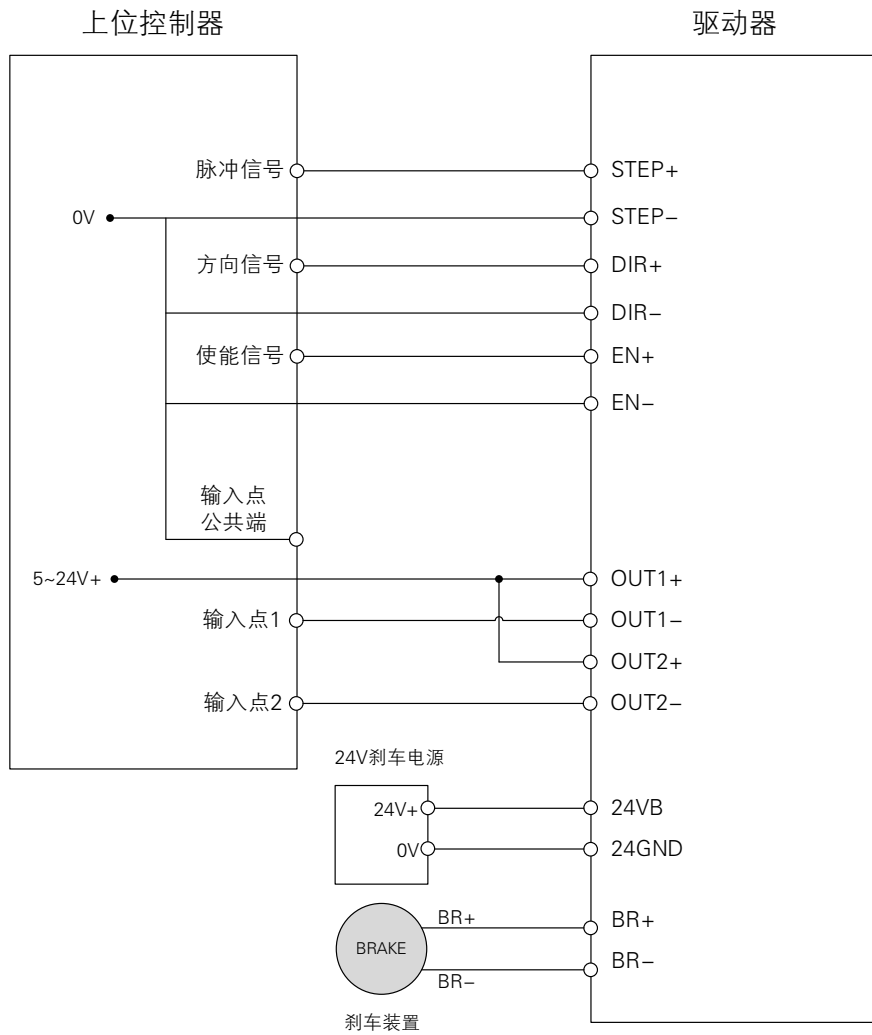 上位控制器
驱动器
脉冲信号
STEP+
0V
STEP−
方向信号
DIR+
DIR−
使能信号
EN+
EN−
输入点
公共端
5~24V+
OUT1+
输入点1
OUT1−
OUT2+
输入点2
OUT2−
24V刹车电源
24V+
24VB
0V
24GND
BR+
BR+
BRAKE
BR−
BR−
刹车装置